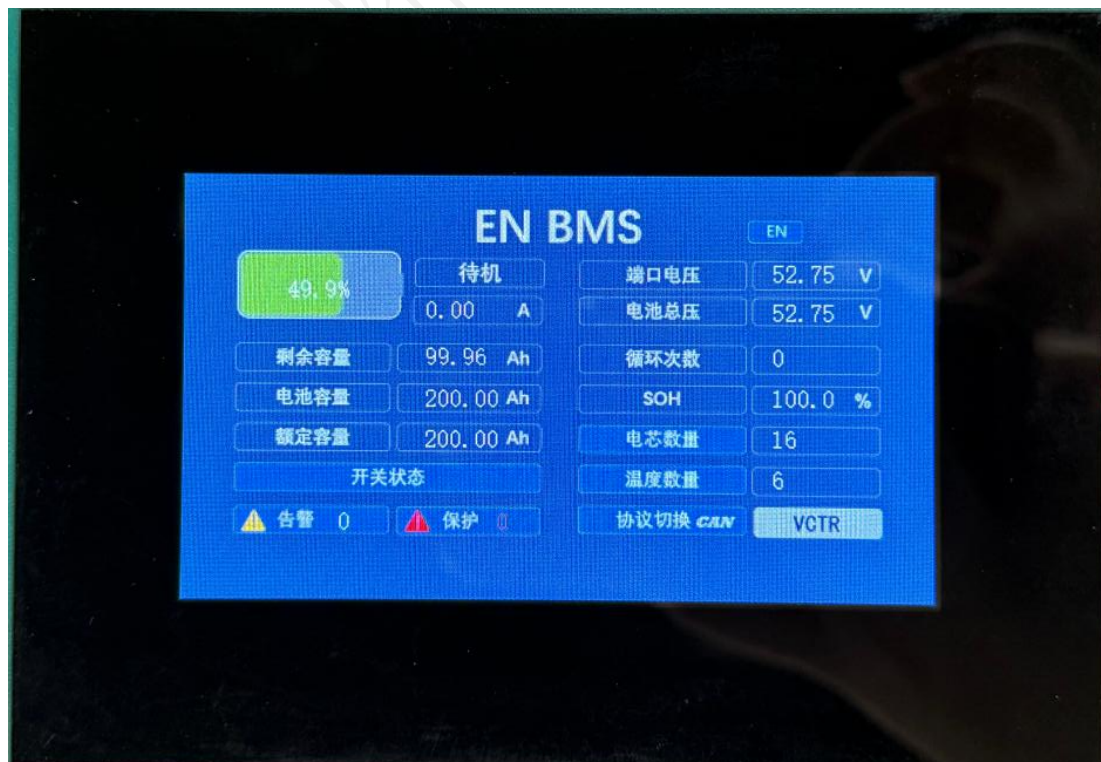 EN BMS EN
49.9% 待机 端口电压 52.75 V
0.00 A 电池总压 52.75 V
剩余容量 99.96 Ah 循环次数 0
电池容量 200.00 Ah SOH 100.0 %
额定容量 200.00 Ah 电芯数量 16
开关状态 温度数量 6
告警 0 保护 0 协议切换 CAN VCTR